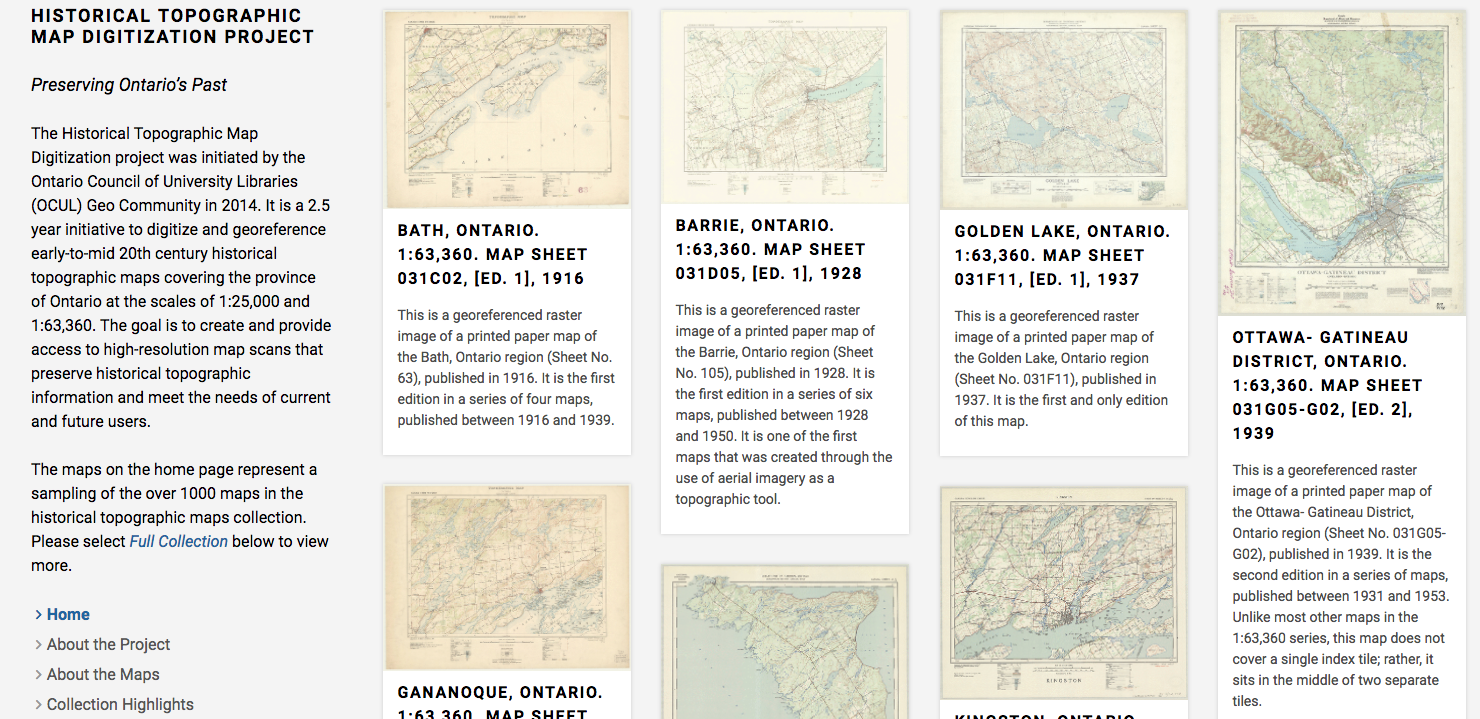 HISTORICAL TOPOGRAPHIC
MAP DIGITIZATION PROJECT
Preserving Ontario's Past
The Historical Topographic Map
Digitization project was initiated by the
Ontario Council of University Libraries
(OCUL) Geo Community in 2014. It is a 2.5
year initiative to digitize and georeference
early-to-mid 20th century historical
topographic maps covering the province
of Ontario at the scales of 1:25,000 and
1:63,360. The goal is to create and provide
access to high-resolution map scans that
preserve historical topographic
information and meet the needs of current
and future users.
The maps on the home page represent a
sampling of the over 1000 maps in the
historical topographic maps collection.
Please select Full Collection below to view
more.
> Home
> About the Project
> About the Maps
> Collection Highlights
BATH, ONTARIO.
1:63,360. MAP SHEET
031C02, [ED. 1], 1916
This is a georeferenced raster
image of a printed paper map of
the Bath, Ontario region (Sheet No.
63), published in 1916. It is the first
edition in a series of four maps,
published between 1916 and 1939.
GANANOQUE, ONTARIO.
1:63,360. MAP SHEET
BARRIE, ONTARIO.
1:63,360. MAP SHEET
031D05, [ED. 1], 1928
This is a georeferenced raster
image of a printed paper map of
the Barrie, Ontario region (Sheet
No. 105), published in 1928. It is
the first edition in a series of six
maps, published between 1928
and 1950. It is one of the first
maps that was created through the
use of aerial imagery as a
topographic tool.
GOLDEN LAKE
GOLDEN LAKE, ONTARIO.
1:63,360. MAP SHEET
031F11, [ED. 1], 1937
This is a georeferenced raster
image of a printed paper map of
the Golden Lake, Ontario region
(Sheet No. 031F11), published in
1937. It is the first and only edition
of this map.
KINGSTON
KINGSTON, ONTARIO.
OTTAWA-GATINEAU DISTRICT
OTTAWA- GATINEAU
DISTRICT, ONTARIO.
1:63,360. MAP SHEET
031G05-G02, [ED. 2],
1939
This is a georeferenced raster
image of a printed paper map of
the Ottawa- Gatineau District,
Ontario region (Sheet No. 031G05-
G02), published in 1939. It is the
second edition in a series of maps,
published between 1931 and 1953.
Unlike most other maps in the
1:63,360 series, this map does not
cover a single index tile; rather, it
sits in the middle of two separate
tiles.